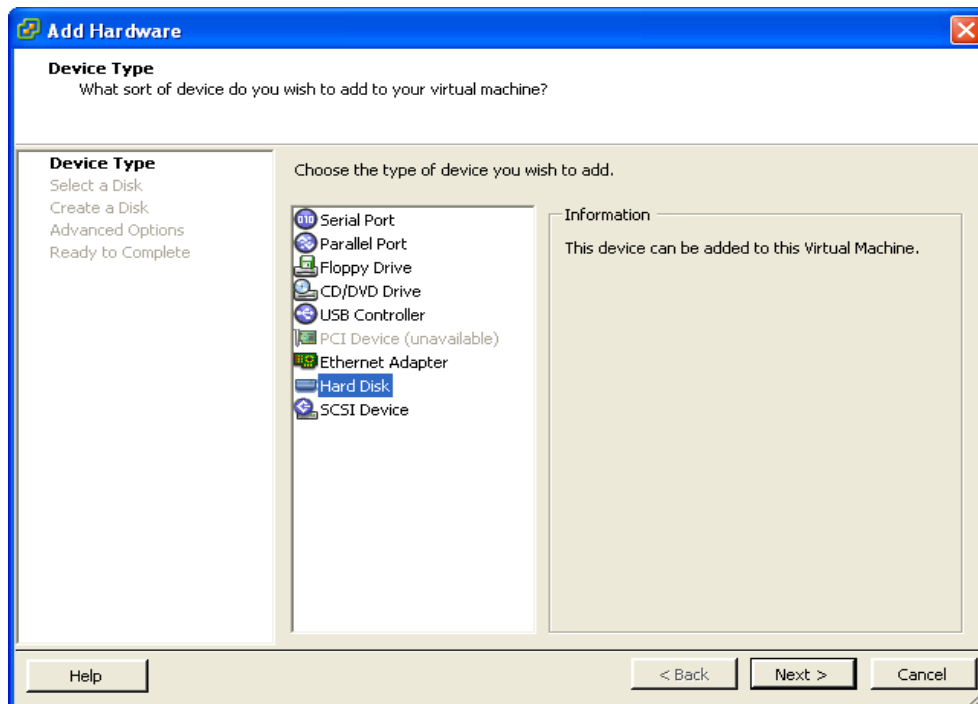 Add Hardware
Device Type
What sort of device do you wish to add to your virtual machine?
Device Type
Select a Disk
Create a Disk
Advanced Options
Ready to Complete
Choose the type of device you wish to add.
Serial Port
Parallel Port
Floppy Drive
CD/DVD Drive
USB Controller
PCI Device (unavailable)
Ethernet Adapter
Hard Disk
SCSI Device
Information
This device can be added to this Virtual Machine.
Help
< Back
Next >
Cancel